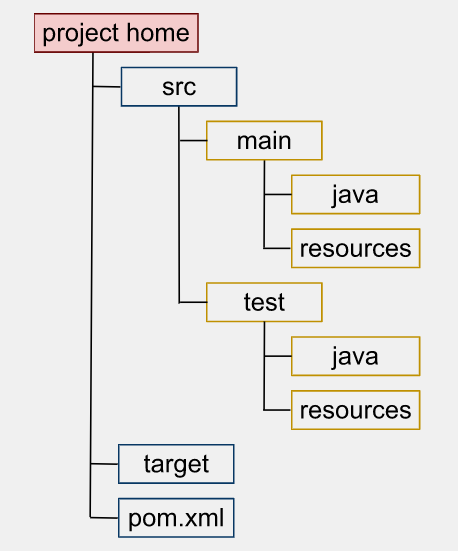 project home
src
main
java
resources
test
java
resources
target
pom.xml